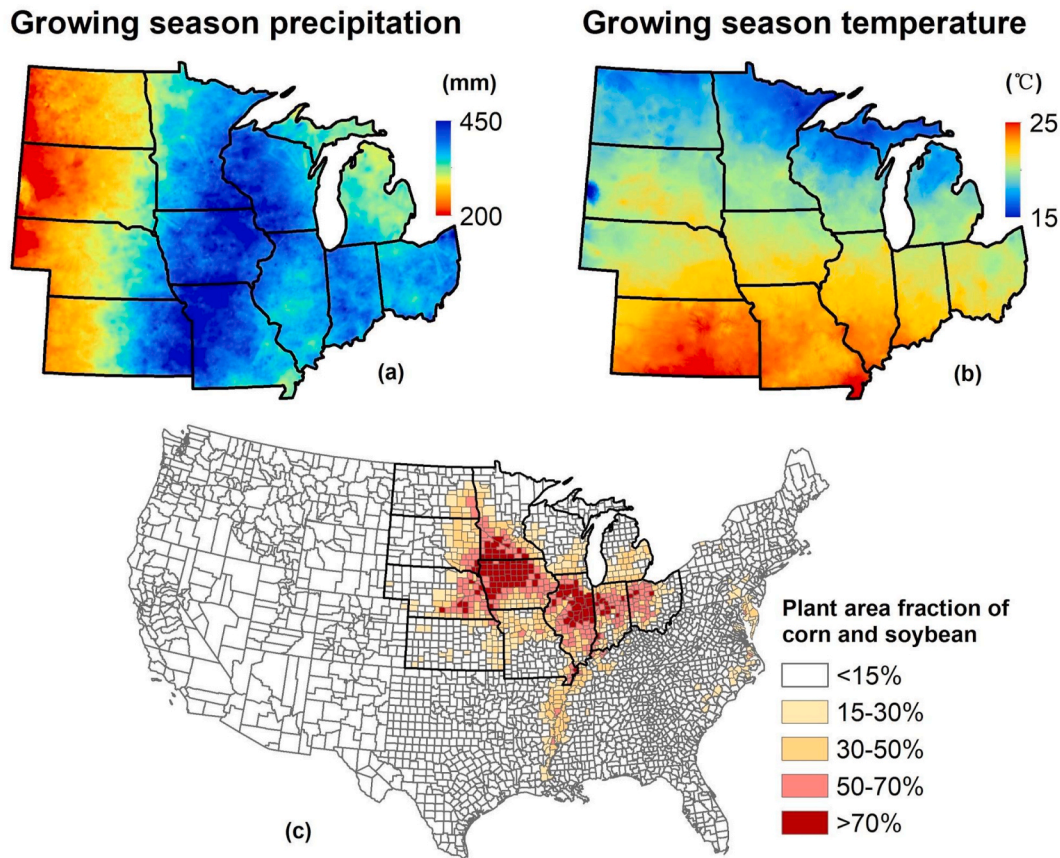 Growing season precipitation
Growing season temperature
(mm)
450
200
(a)
(℃)
25
15
(b)
Plant area fraction of
corn and soybean
<15%
15-30%
30-50%
50-70%
>70%
(c)